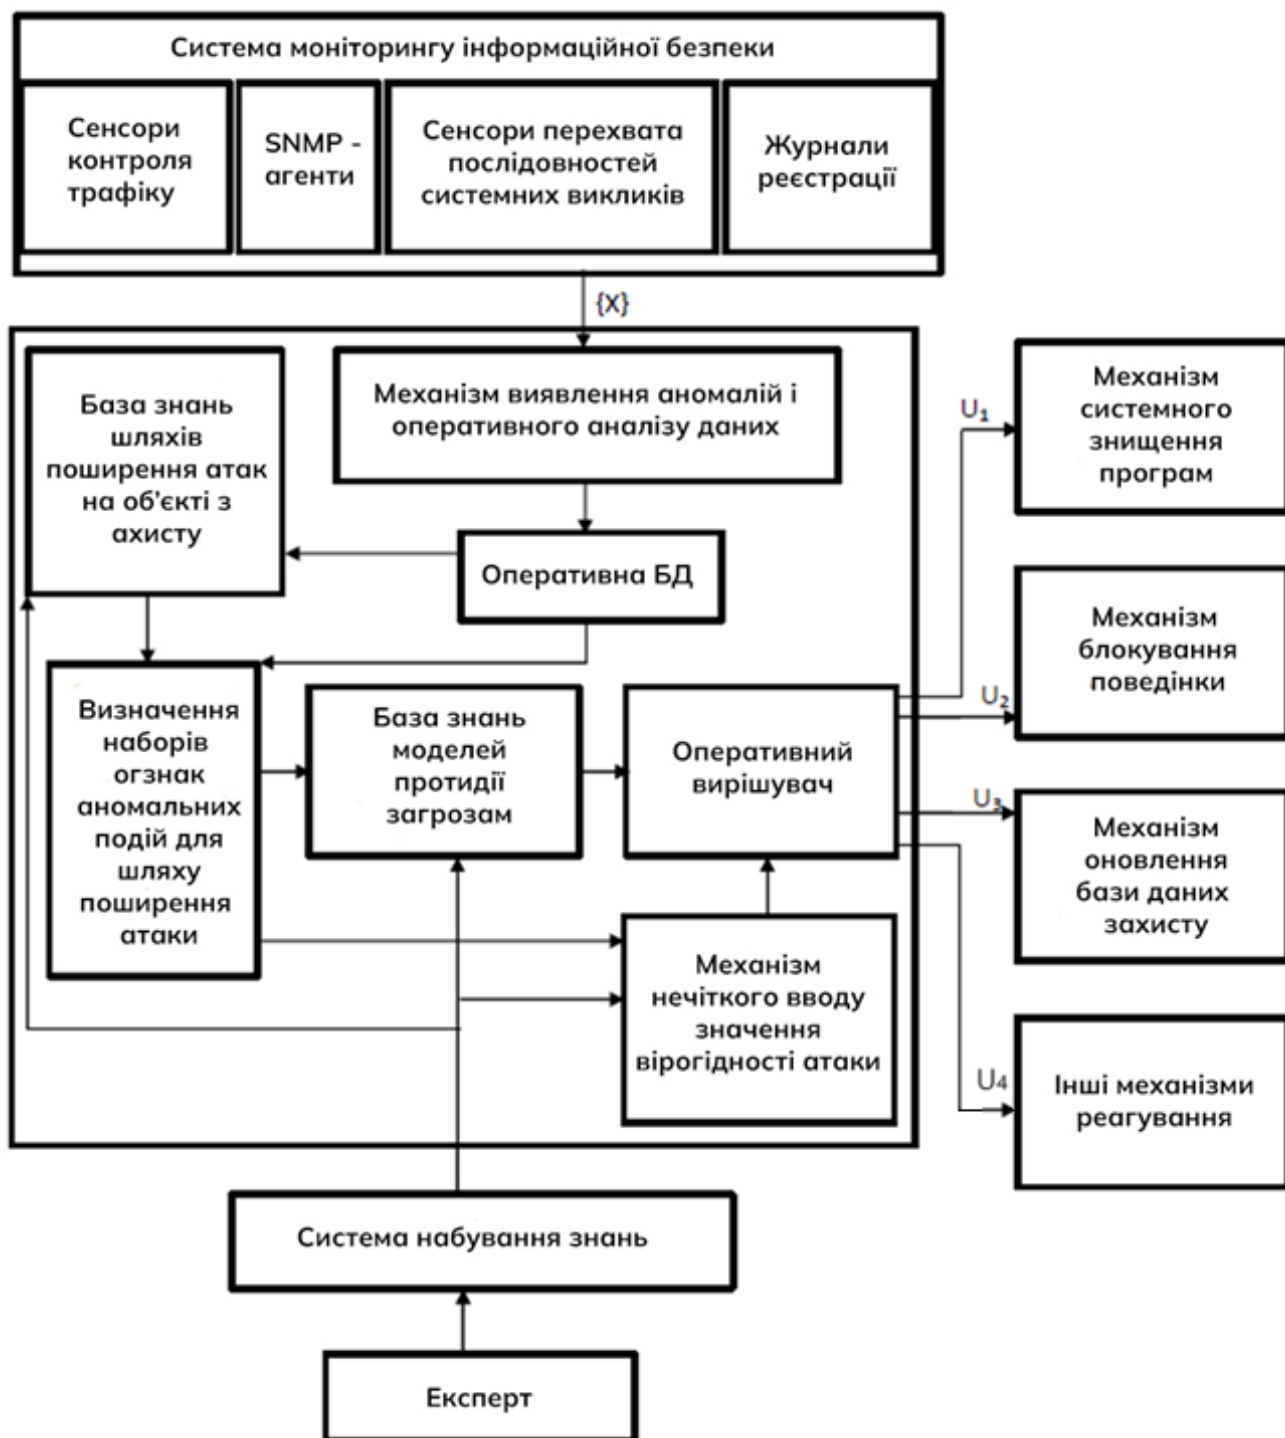 Система моніторингу інформаційної безпеки
Сенсори
контроля
трафіку
SNMP -
агенти
Сенсори перехвата
послідовностей
системних викликів
Журнали
реєстрації
{X}
База знань
шляхів
поширення атак
на об'єкті з
ахисту
Механізм виявлення аномалій і
оперативного аналізу даних
Оперативна БД
Визначення
наборів
огзнак
аномальних
подій для
шляху
поширення
атаки
База знань
моделей
протидії
загрозам
Оперативний
вирішувач
Механізм
нечіткого вводу
значення
вірогідності атаки
U₁
Механізм
системного
знищення
програм
U₂
Механізм
блокування
поведінки
U₃
Механізм
оновлення
бази даних
захисту
U4
Інші механізми
реагування
Система набування знань
Експерт